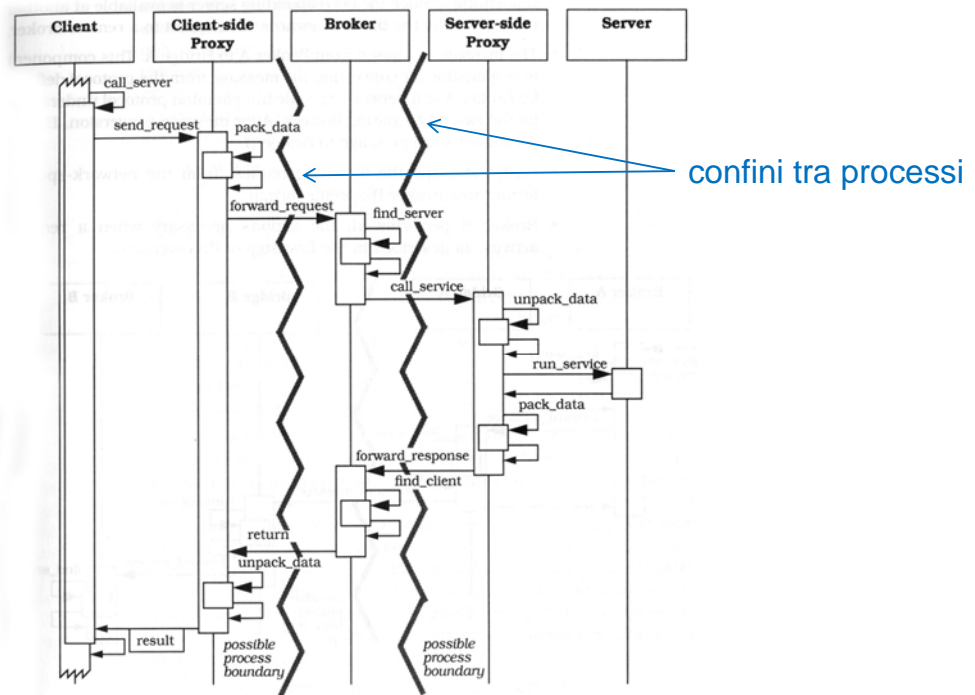 Client
Client-side
Proxy
Broker
Server-side
Proxy
Server
call_server
send_request
pack_data
confini tra processi
forward_request
find_server
call_service
unpack_data
run_service
pack_data
forward_response
find_client
return
unpack_data
result
possible
process
boundary
possible
process
boundary